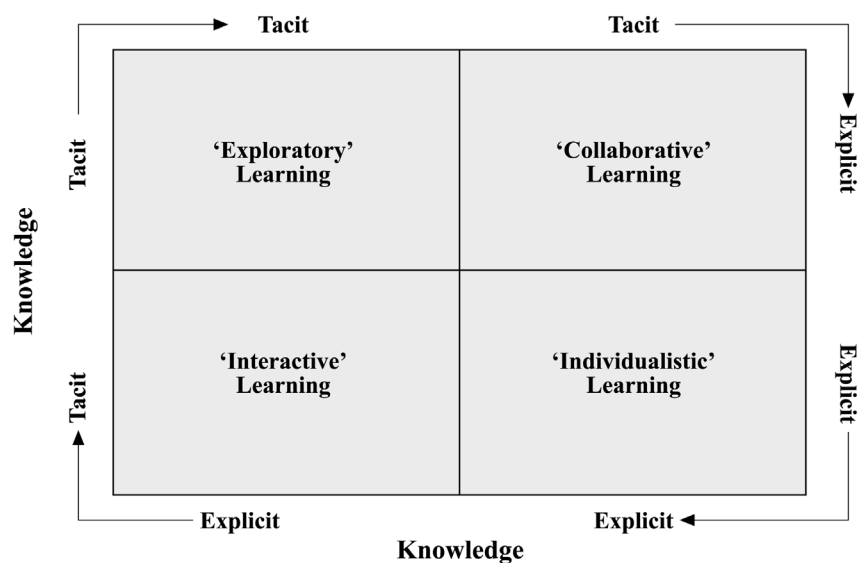 Tacit
Tacit
Tacit
Explicit
‘Exploratory’
Learning
‘Collaborative’
Learning
Knowledge
‘Interactive’
Learning
‘Individualistic’
Learning
Tacit
Explicit
Explicit
Explicit
Knowledge